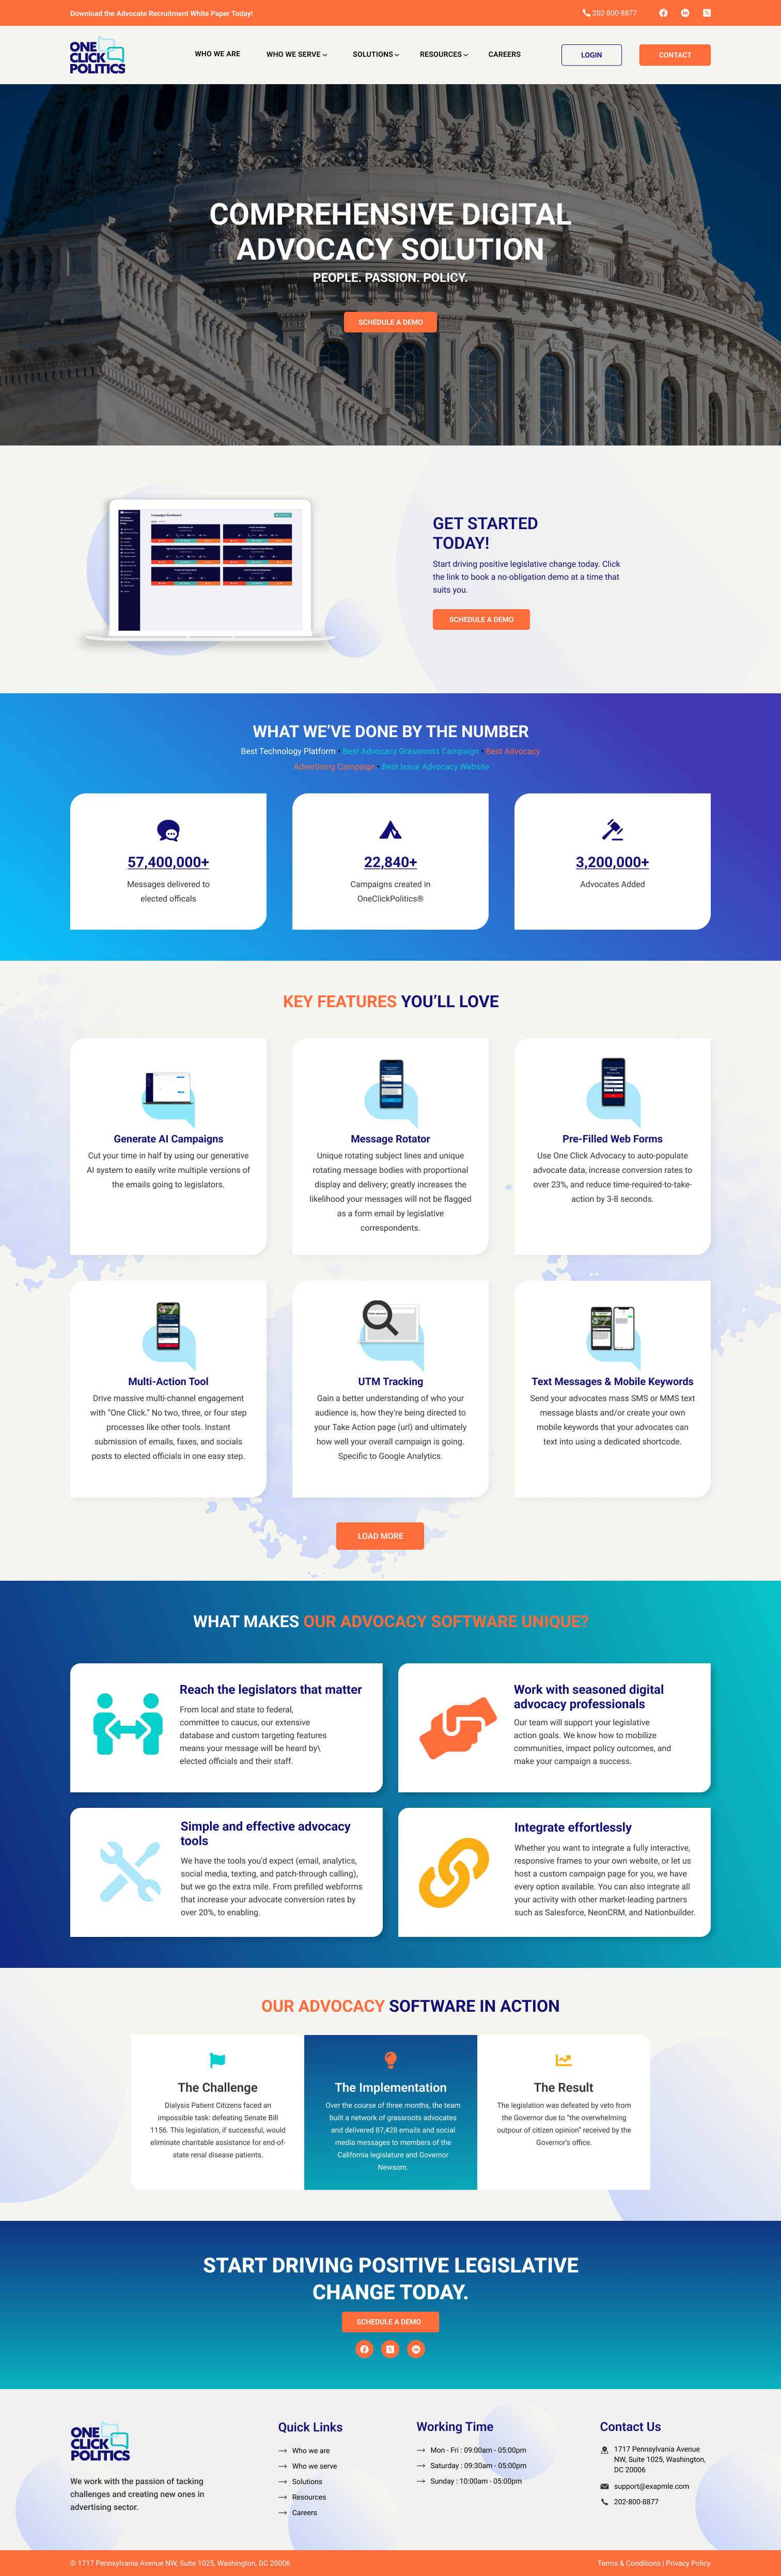 Download the Advocate Recruitment White Paper Today!
202-800-8877
ONE
CLICK
POLITICS
WHO WE ARE
WHO WE SERVE
SOLUTIONS
RESOURCES
CAREERS
LOGIN
CONTACT
COMPREHENSIVE DIGITAL
ADVOCACY SOLUTION
PEOPLE. PASSION. POLICY.
SCHEDULE A DEMO
Campaigns Dashboard
GET STARTED
TODAY!
Start driving positive legislative change today. Click
the link to book a no-obligation demo at a time that
suits you.
SCHEDULE A DEMO
WHAT WE’VE DONE BY THE NUMBER
Best Technology Platform • Best Advocacy Grassroots Campaign • Best Advocacy
Advertising Campaign • Best Issue Advocacy Website
57,400,000+
Messages delivered to
elected officals
22,840+
Campaigns created in
OneClickPolitics®
3,200,000+
Advocates Added
KEY FEATURES YOU’LL LOVE
Generate AI Campaigns
Cut your time in half by using our generative
AI system to easily write multiple versions of
the emails going to legislators.
Message Rotator
Unique rotating subject lines and unique
rotating message bodies with proportional
display and delivery; greatly increases the
likelihood your messages will not be flagged
as a form email by legislative
correspondents.
Pre-Filled Web Forms
Use One Click Advocacy to auto-populate
advocate data, increase conversion rates to
over 23%, and reduce time-required-to-take-
action by 3-8 seconds.
Multi-Action Tool
Drive massive multi-channel engagement
with “One Click.” No two, three, or four step
processes like other tools. Instant
submission of emails, faxes, and socials
posts to elected officials in one easy step.
UTM Tracking
Gain a better understanding of who your
audience is, how they’re being directed to
your Take Action page (url) and ultimately
how well your overall campaign is going.
Specific to Google Analytics.
Text Messages & Mobile Keywords
Send your advocates mass SMS or MMS text
message blasts and/or create your own
mobile keywords that your advocates can
text into using a dedicated shortcode.
LOAD MORE
WHAT MAKES OUR ADVOCACY SOFTWARE UNIQUE?
Reach the legislators that matter
From local and state to federal,
committee to caucus, our extensive
database and custom targeting features
means your message will be heard by\
elected officials and their staff.
Work with seasoned digital
advocacy professionals
Our team will support your legislative
action goals. We know how to mobilize
communities, impact policy outcomes, and
make your campaign a success.
Simple and effective advocacy
tools
We have the tools you’d expect (email, analytics,
social media, texting, and patch-through calling),
but we go the extra mile. From prefilled webforms
that increase your advocate conversion rates by
over 20%, to enabling.
Integrate effortlessly
Whether you want to integrate a fully interactive,
responsive frames to your own website, or let us
host a custom campaign page for you, we have
every option available. You can also integrate all
your activity with other market-leading partners
such as Salesforce, NeonCRM, and Nationbuilder.
OUR ADVOCACY SOFTWARE IN ACTION
The Challenge
Dialysis Patient Citizens faced an
impossible task: defeating Senate Bill
1156. This legislation, if successful, would
eliminate charitable assistance for end-of-
state renal disease patients.
The Implementation
Over the course of three months, the team
built a network of grassroots advocates
and delivered 87,428 emails and social
media messages to members of the
California legislature and Governor
Newsom.
The Result
The legislation was defeated by veto from
the Governor due to “the overwhelming
outpour of citizen opinion” received by the
Governor’s office.
START DRIVING POSITIVE LEGISLATIVE
CHANGE TODAY.
SCHEDULE A DEMO
ONE
CLICK
POLITICS
We work with the passion of tacking
challenges and creating new ones in
advertising sector.
Quick Links
Who we are
Who we serve
Solutions
Resources
Careers
Working Time
Mon - Fri : 09:00am - 05:00pm
Saturday : 09:30am - 05:00pm
Sunday : 10:00am - 05:00pm
Contact Us
1717 Pennsylvania Avenue
NW, Suite 1025, Washington,
DC 20006
support@exapmle.com
202-800-8877
© 1717 Pennsylvania Avenue NW, Suite 1025, Washington, DC 20006
Terms & Conditions | Privacy Policy